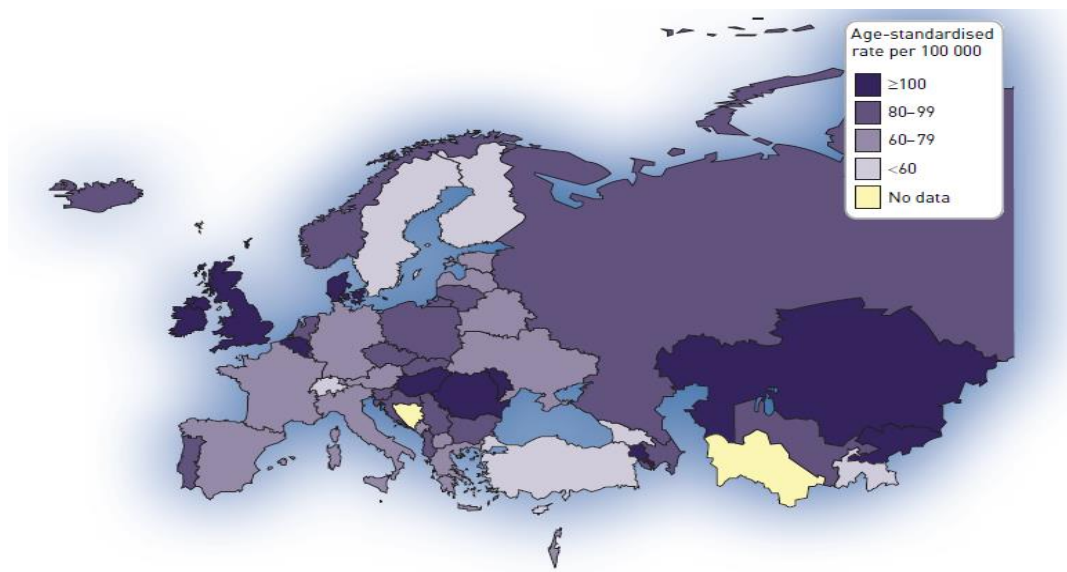 Age-standardised
rate per 100 000
≥100
80–99
60–79
<60
No data